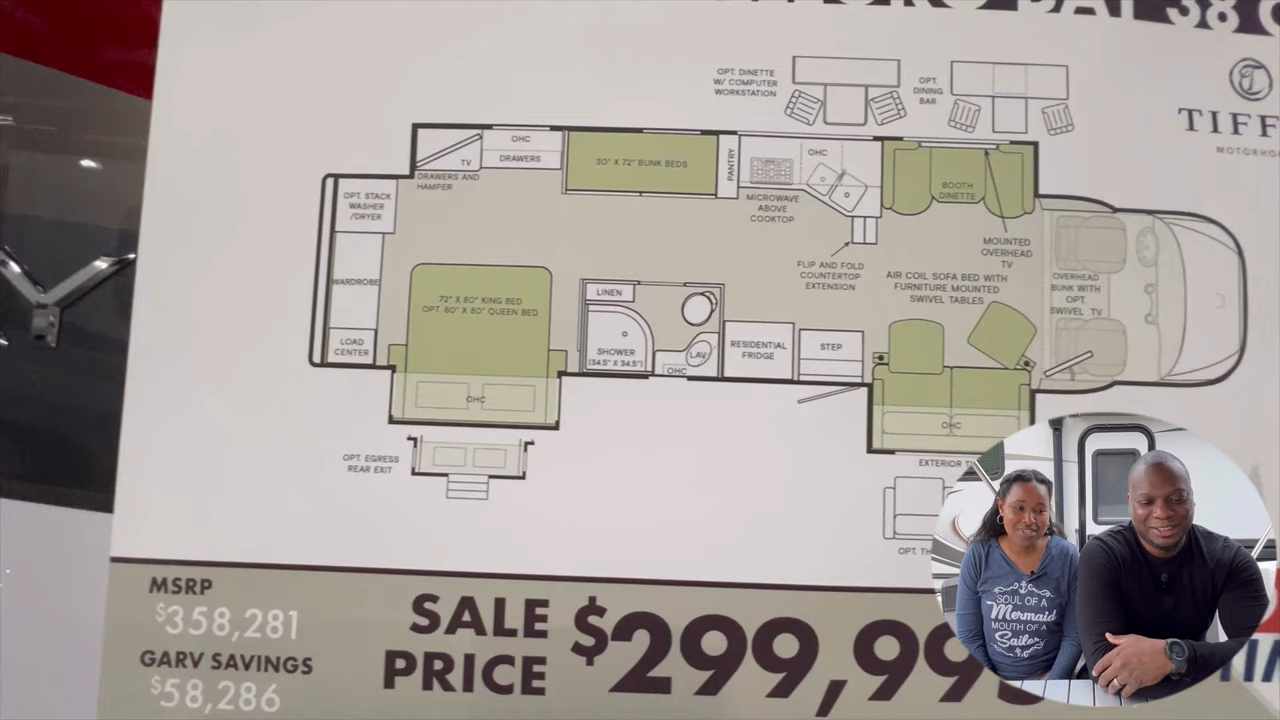 38
OPT. DINETTE
W/ COMPUTER
WORKSTATION
OPT.
DINING
BAR
TIFF
MOTORHO
OHC
TV
DRAWERS
DRAWERS AND
HAMPER
30" X 72" BUNK BEDS
PANTRY
OHC
MICROWAVE
ABOVE
COOKTOP
BOOTH
DINETTE
OPT. STACK
WASHER
/DRYER
WARDROBE
LOAD
CENTER
MOUNTED
OVERHEAD
TV
FLIP AND FOLD
COUNTERTOP
EXTENSION
AIR COIL SOFA BED WITH
FURNITURE MOUNTED
SWIVEL TABLES
OVERHEAD
BUNK WITH
OPT.
SWIVEL TV
72" X 80" KING BED
OPT. 60" X 80" QUEEN BED
LINEN
SHOWER
(34.5" X 34.5")
LAV
OHC
RESIDENTIAL
FRIDGE
STEP
OHC
OHC
OPT. EGRESS
REAR EXIT
EXTERIOR T
OPT. TH
MSRP
$358,281
GARV SAVINGS
$58,286
SALE
PRICE
$299,99
SOUL OF A
Mermaid
MOUTH OF A
Sailor